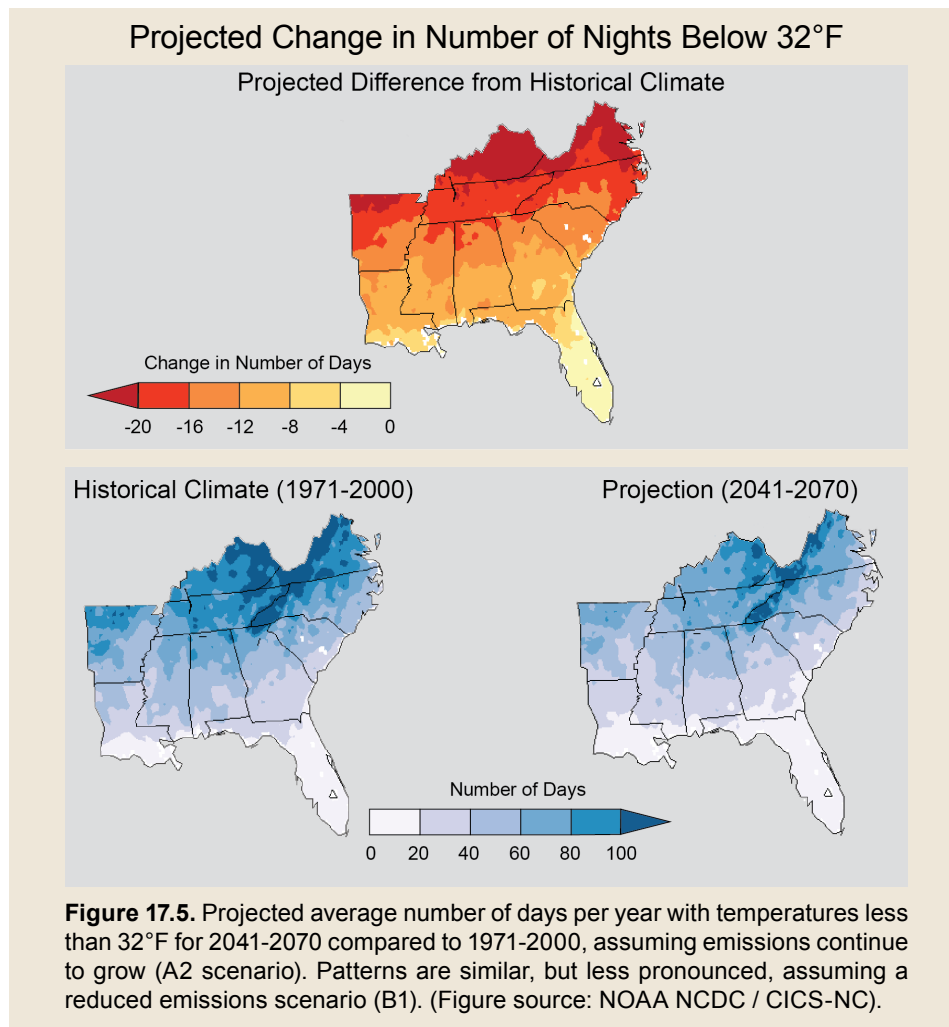 Projected Change in Number of Nights Below 32°F
Projected Difference from Historical Climate
Change in Number of Days
-20 -16 -12 -8 -4 0
Historical Climate (1971-2000)
Projection (2041-2070)
Number of Days
0 20 40 60 80 100
Figure 17.5. Projected average number of days per year with temperatures less
than 32°F for 2041-2070 compared to 1971-2000, assuming emissions continue
to grow (A2 scenario). Patterns are similar, but less pronounced, assuming a
reduced emissions scenario (B1). (Figure source: NOAA NCDC / CICS-NC).